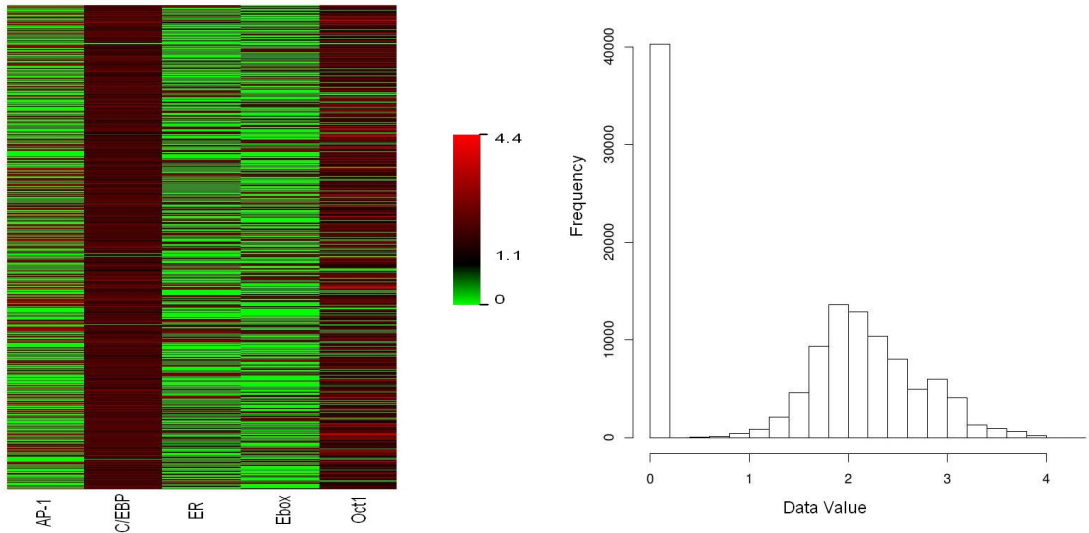 AP-1
C/EBP
ER
Ebox
Oct1
4.4
1.1
0
Frequency
40000
30000
20000
10000
0
0
1
2
3
4
Data Value